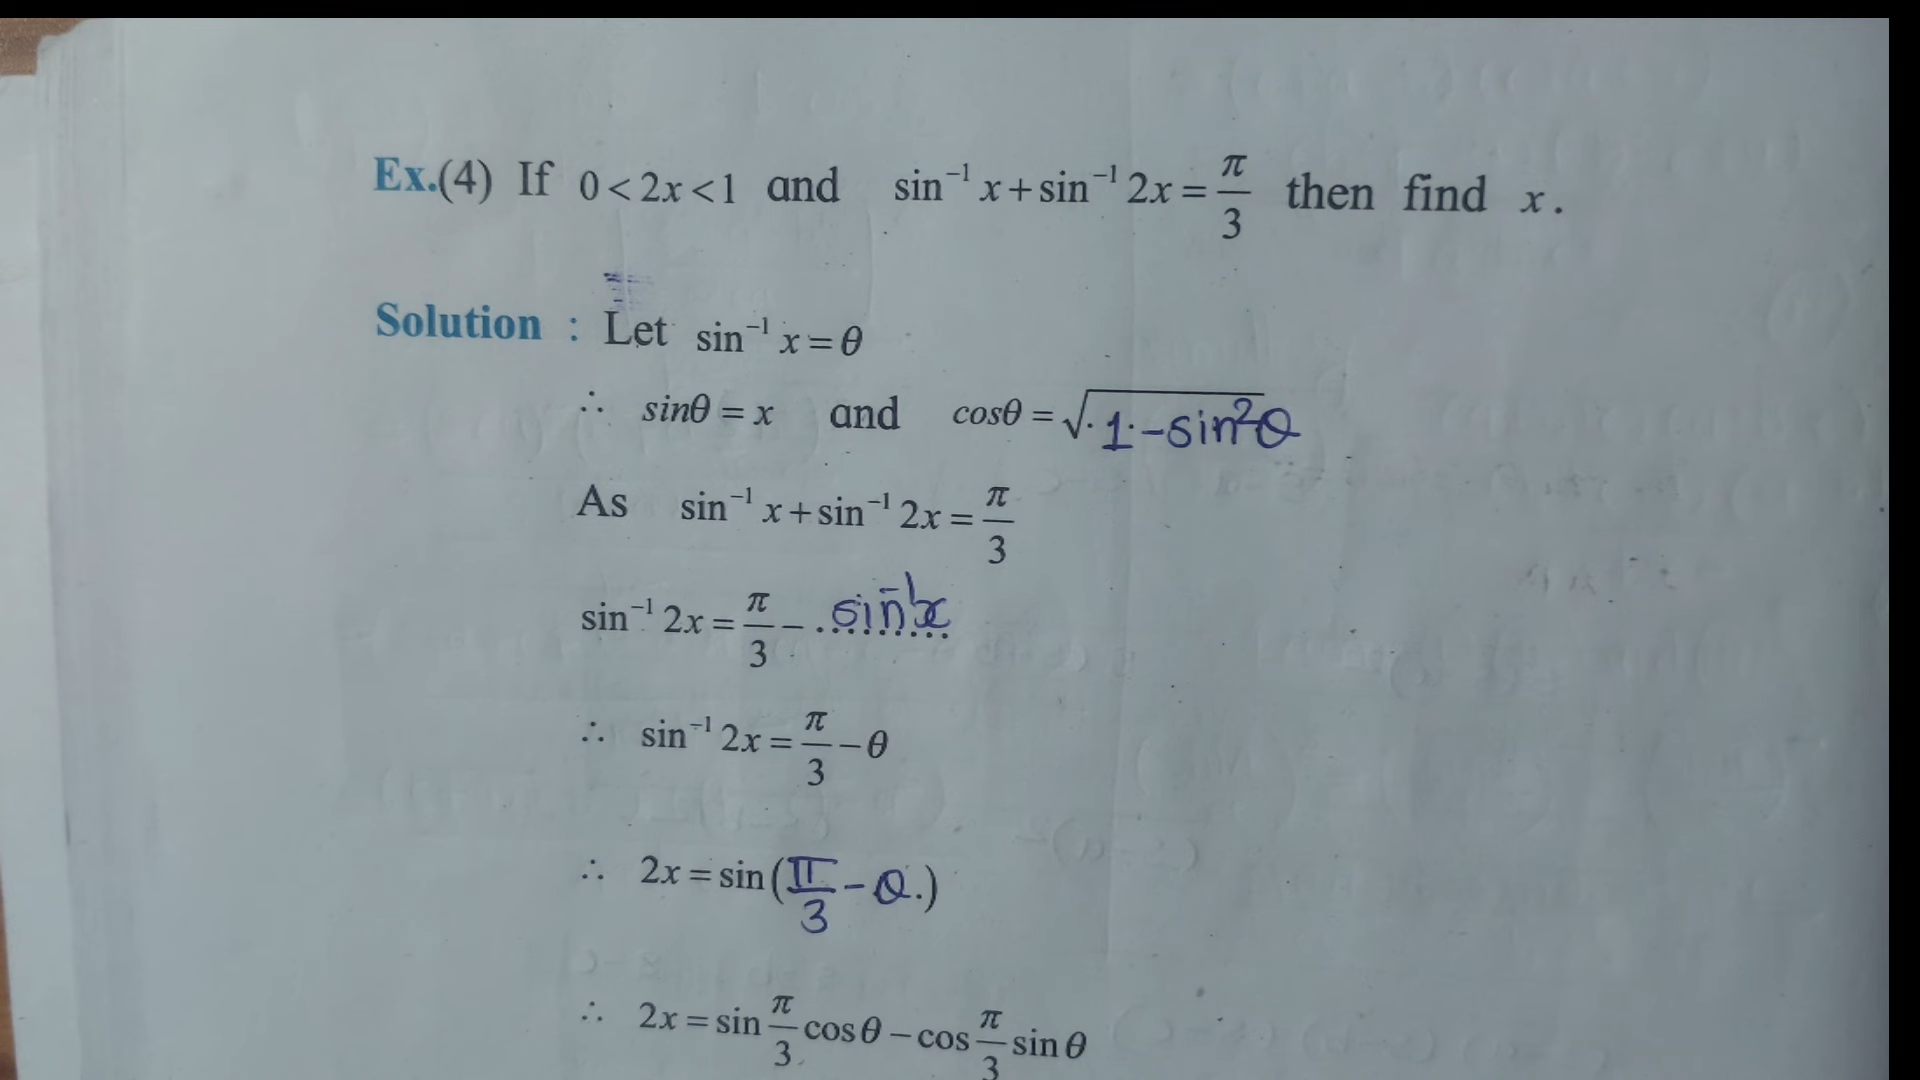 Ex.(4) If 0 < 2x < 1 and sin⁻¹ x + sin⁻¹ 2x = π/3 then find x.
Solution : Let sin⁻¹ x = θ
∴ sinθ = x and cosθ = √1 - sin²θ
As sin⁻¹ x + sin⁻¹ 2x = π/3
sin⁻¹ 2x = π/3 - sin⁻¹x
∴ sin⁻¹ 2x = π/3 - θ
∴ 2x = sin(π/3 - θ)
∴ 2x = sin π/3 cosθ - cos π/3 sinθ